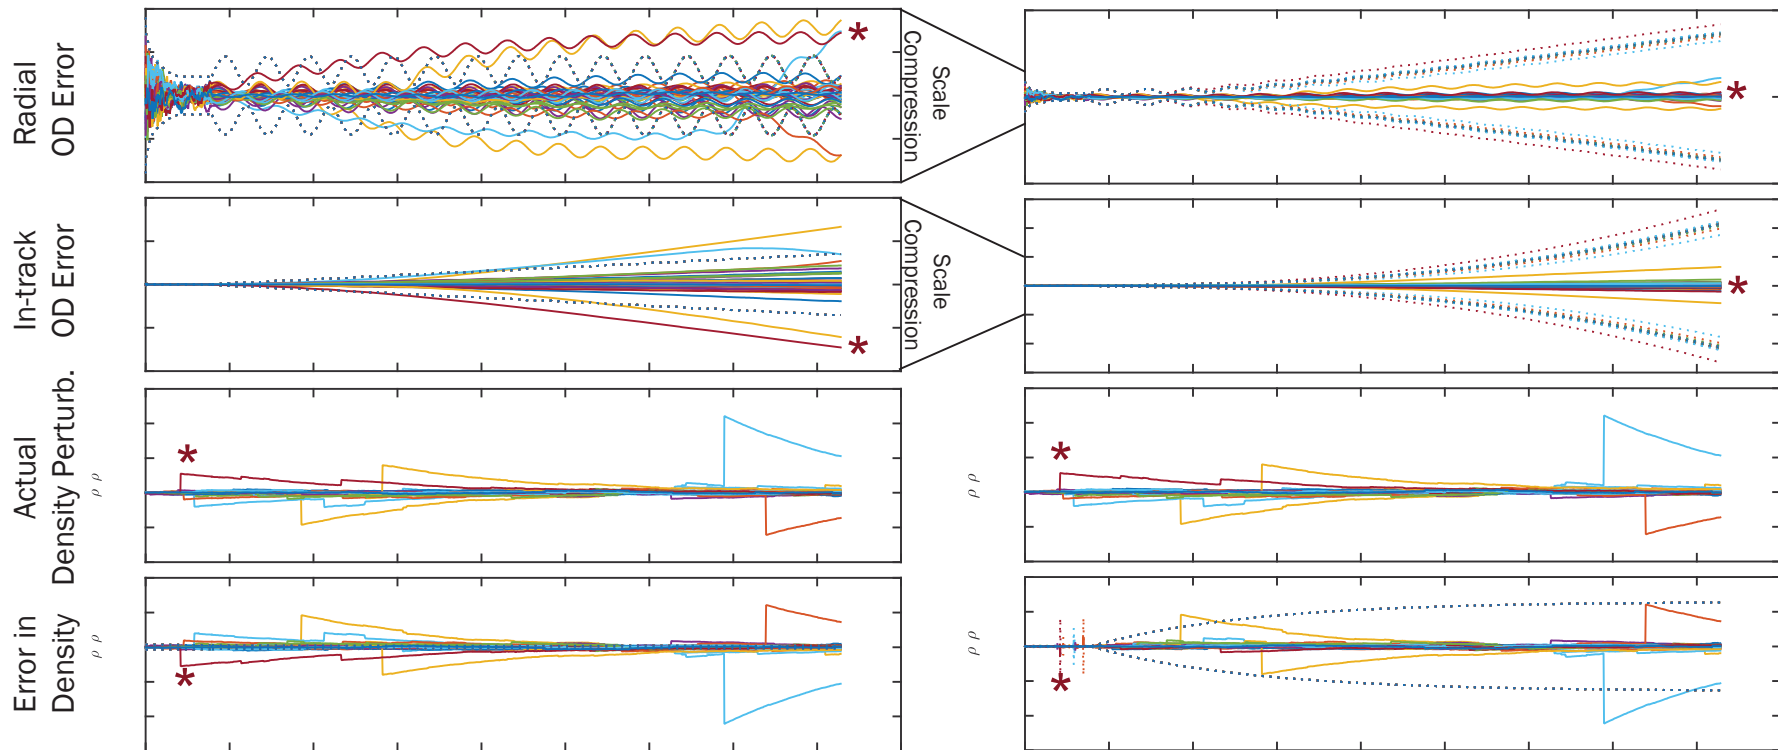 Radial
OD Error
*
Scale
Compression
*
In-track
OD Error
*
Scale
Compression
*
Actual
Density Perturb.
ρ ρ
*
ρ ρ
*
Error in
Density
ρ ρ
*
ρ ρ
*